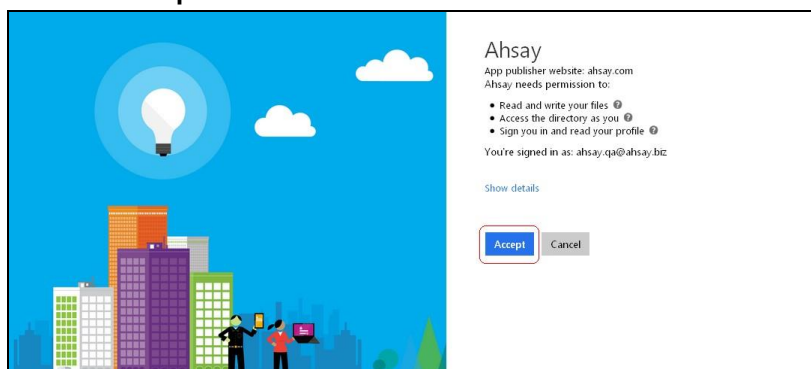 Ahsay
App publisher website: ahsay.com
Ahsay needs permission to:
• Read and write your files ?
• Access the directory as you ?
• Sign you in and read your profile ?
You're signed in as: ahsay.qa@ahsay.biz
Show details
Accept Cancel